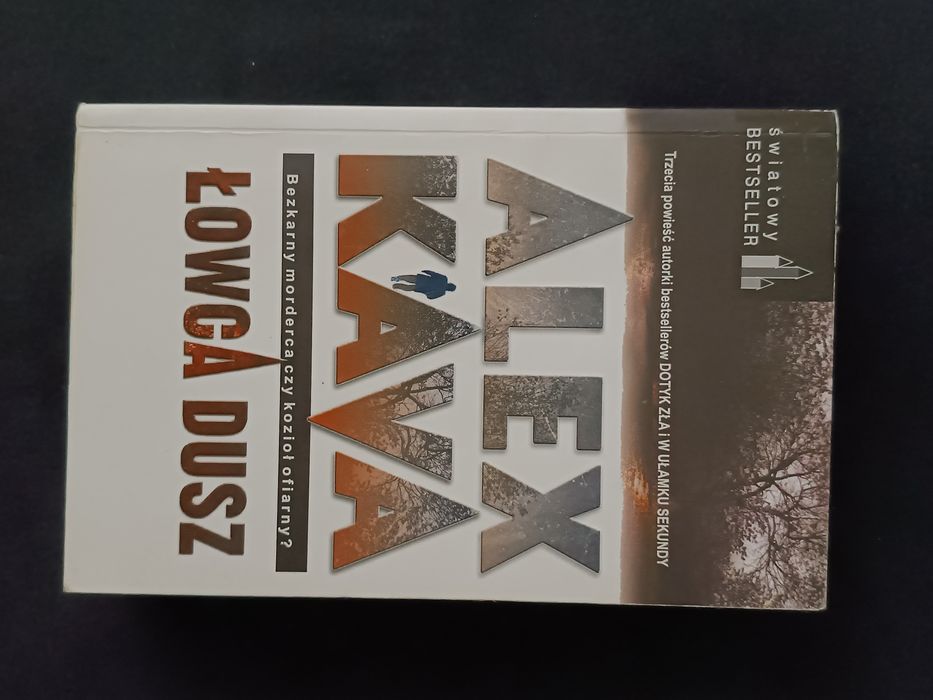 światowy
BESTSELLER
Trzecia powieść autorki bestsellerów DOTYK ZŁA i W UŁAMKU SEKUNDY
ALEX
KAVA
Bezkarny morderca czy kozioł ofiarny?
ŁOWCA DUSZ